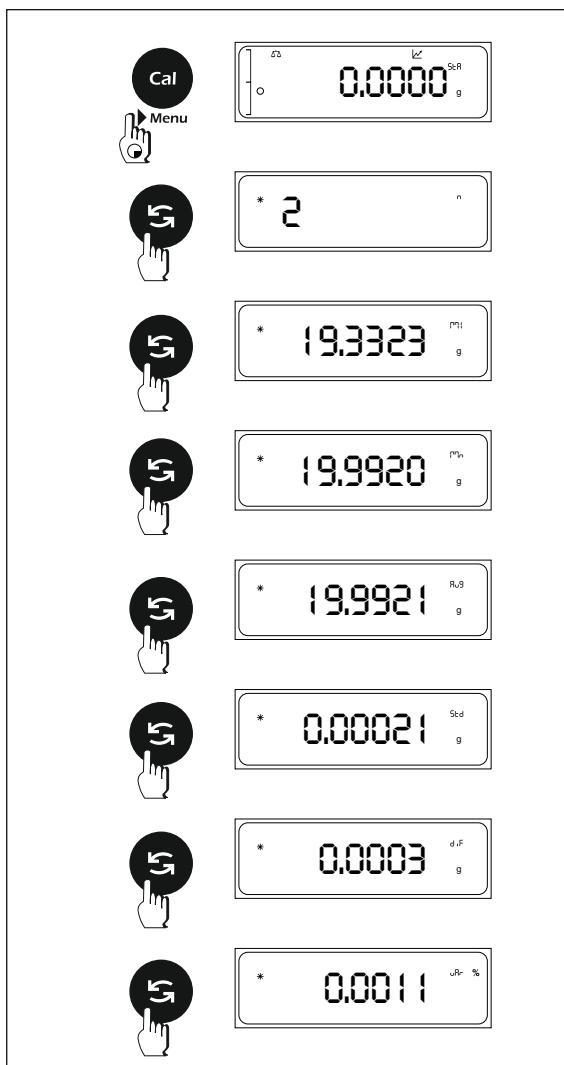 Cal
Menu
0.0000 StA
g
* 2 n
* 19.3323 M1
g
* 19.9920 Mn
g
* 19.9921 Avg
g
* 0.00021 Std
g
* 0.0003 diF
g
* 0.0011 vAr %